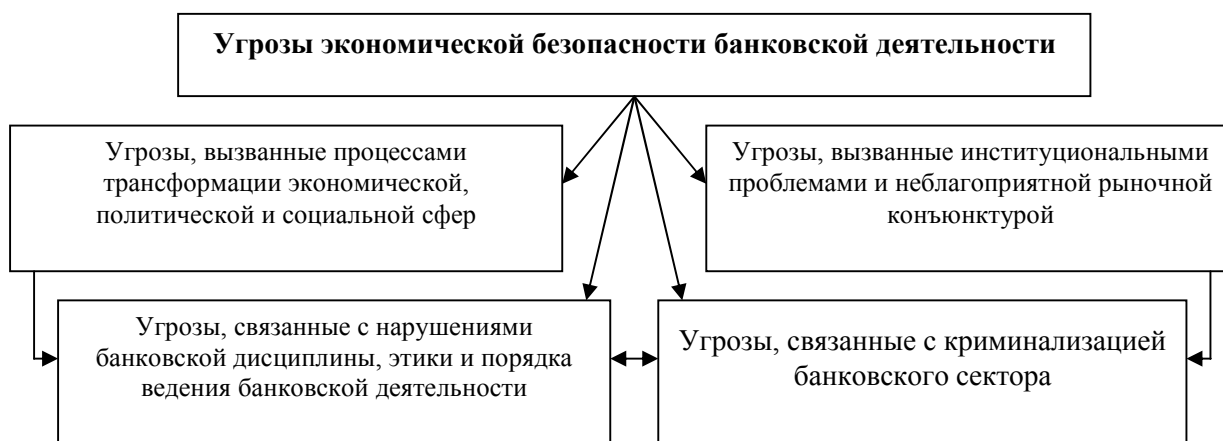 Угрозы экономической безопасности банковской деятельности
Угрозы, вызванные процессами
трансформации экономической,
политической и социальной сфер
Угрозы, вызванные институциональными
проблемами и неблагоприятной рыночной
конъюнктурой
Угрозы, связанные с нарушениями
банковской дисциплины, этики и порядка
ведения банковской деятельности
Угрозы, связанные с криминализацией
банковского сектора